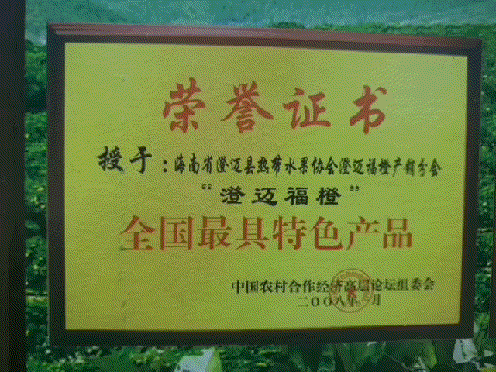 荣誉证书
授于：海南省澄迈县热带水果协会澄迈福橙产销分会
“澄迈福橙”
全国最具特色产品
中国农村合作经济高层论坛组委会
二〇〇八年 月